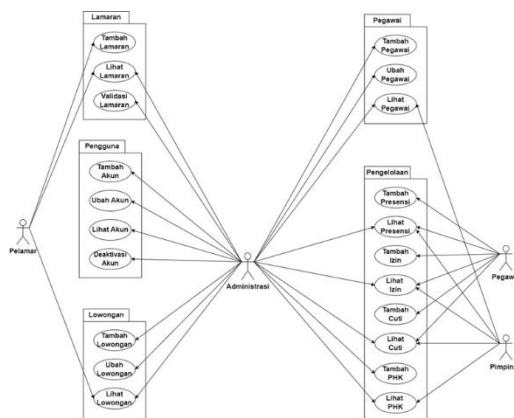 Lamaran
Tambah
Lamaran
Lihat
Lamaran
Validasi
Lamaran
Pengguna
Tambah
Akun
Ubah Akun
Lihat Akun
Deaktivasi
Akun
Lowongan
Tambah
Lowongan
Ubah
Lowongan
Lihat
Lowongan
Pelamar
Administrasi
Pegawai
Tambah
Pegawai
Ubah
Pegawai
Lihat
Pegawai
Pengelolaan
Tambah
Presensi
Lihat
Presensi
Tambah
Izin
Lihat
Izin
Tambah
Cuti
Lihat
Cuti
Tambah
PHK
Lihat
PHK
Pegaw
Pimpin